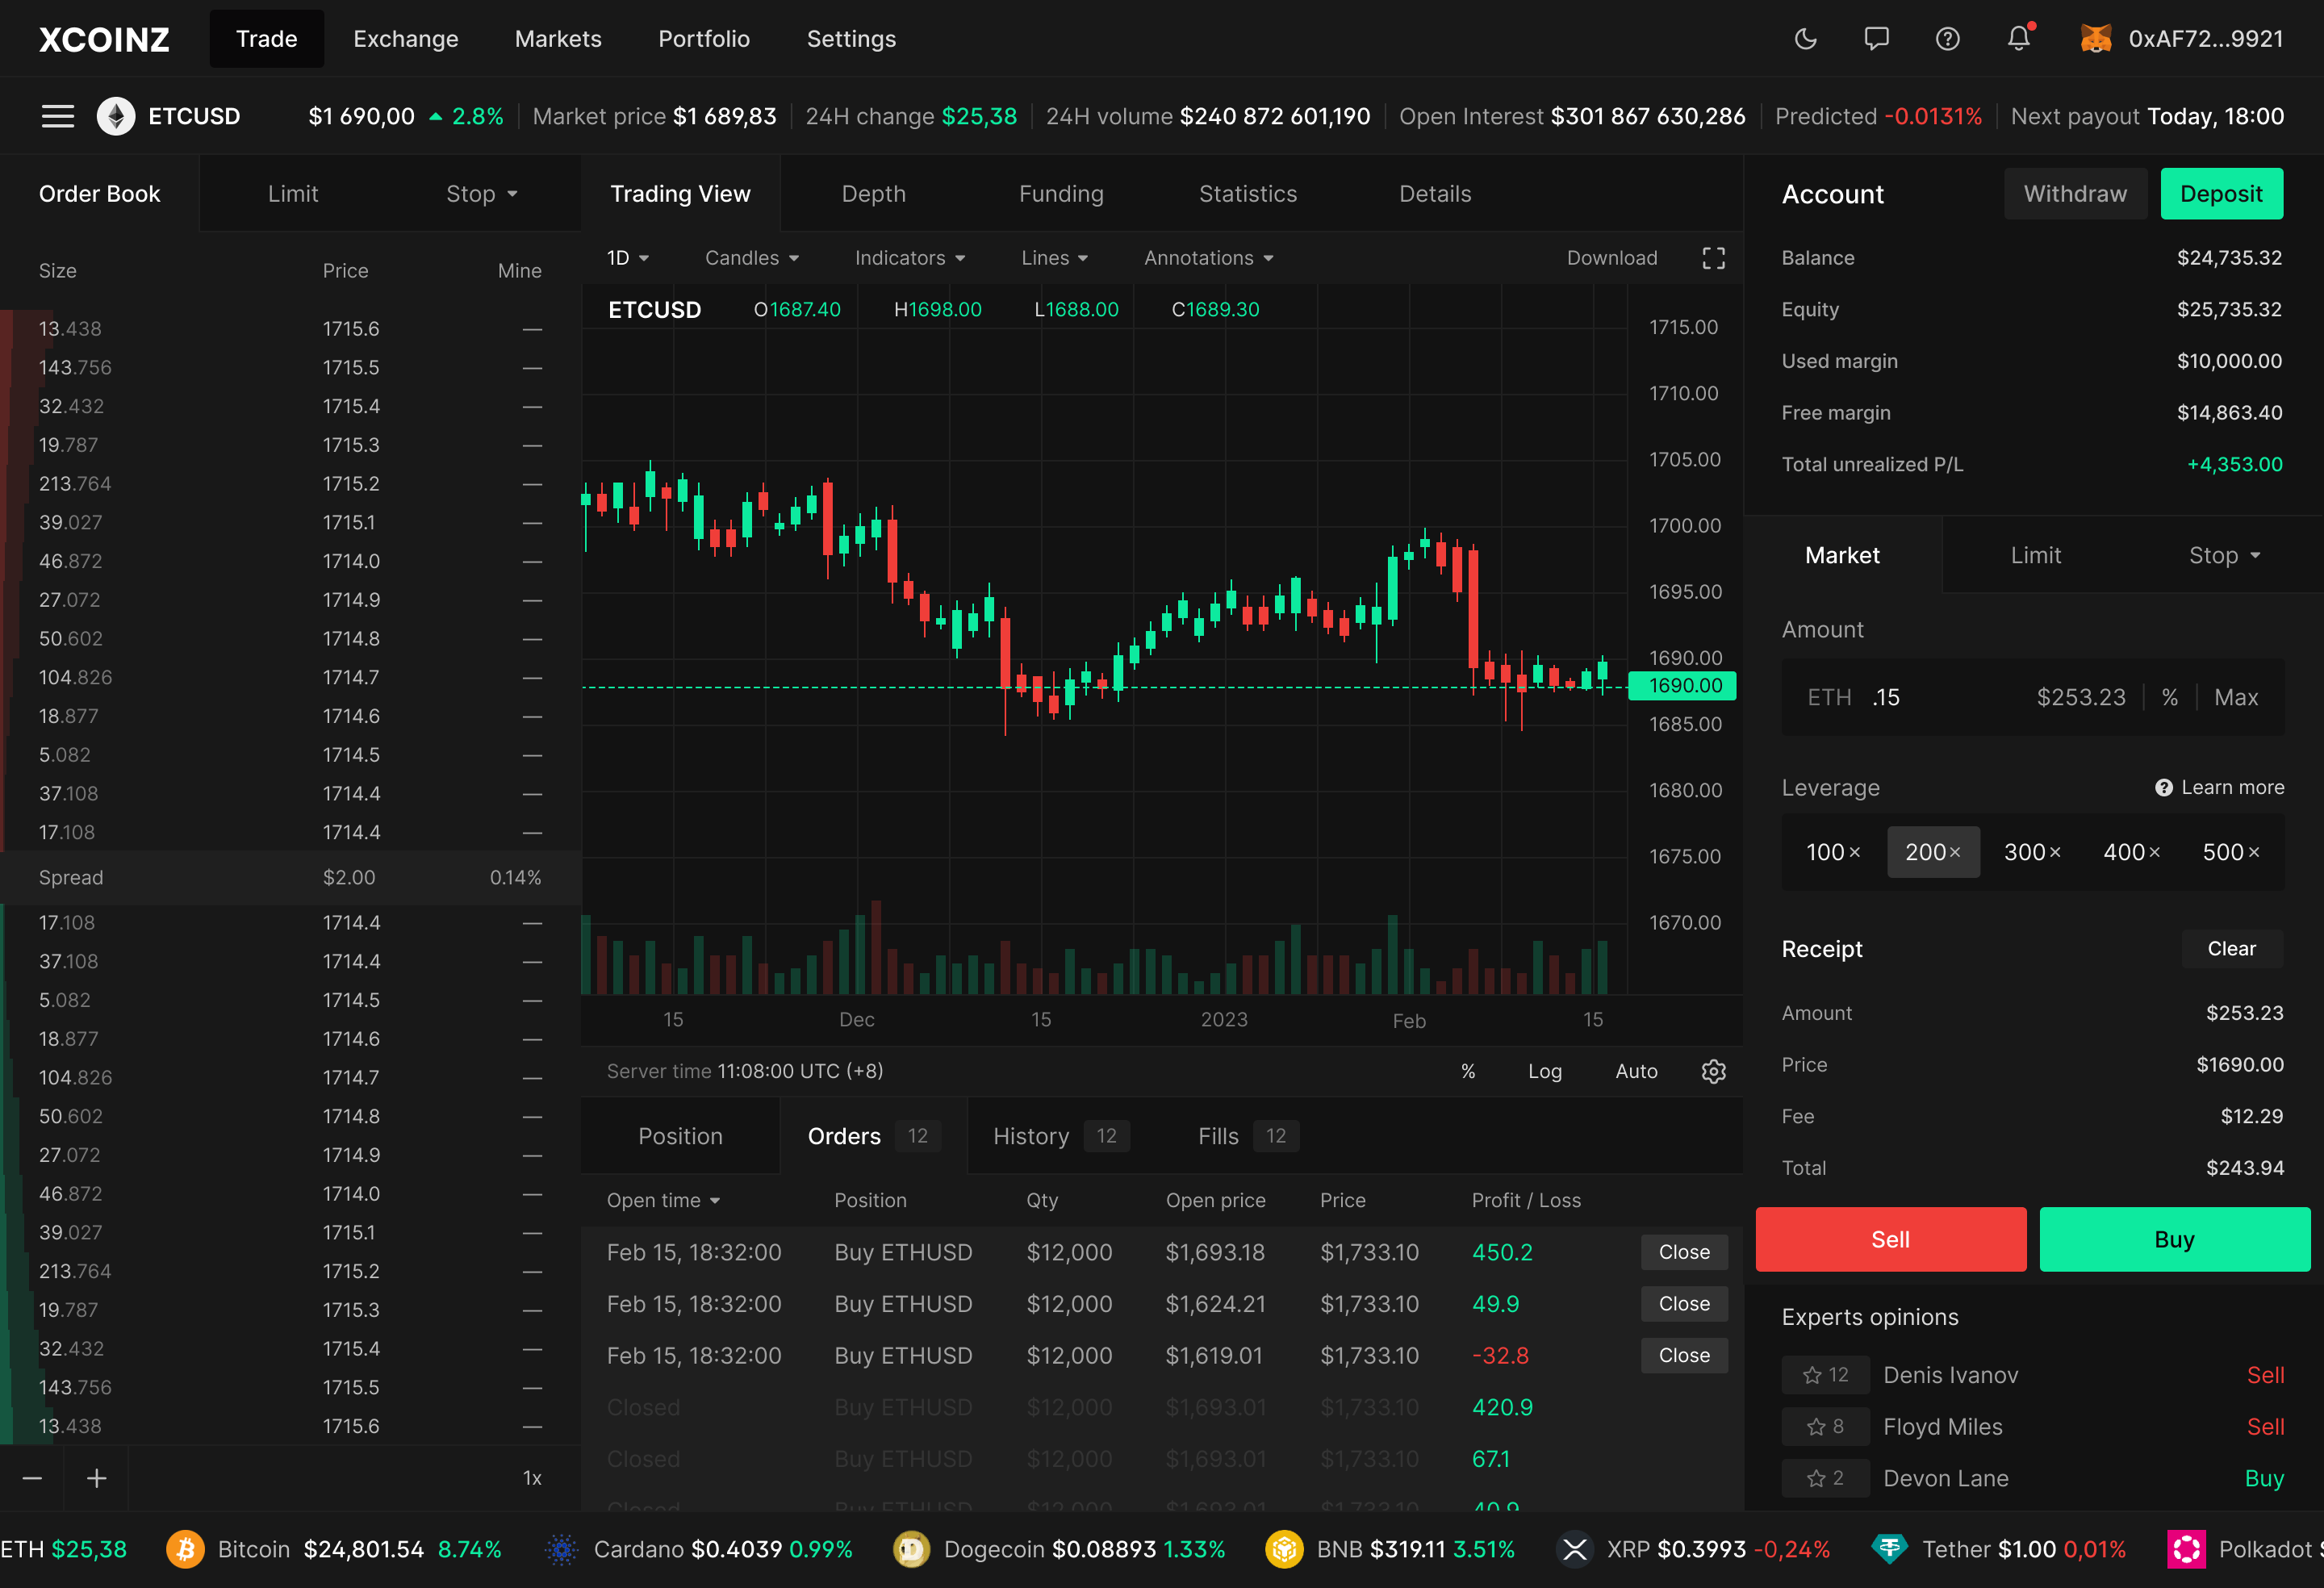 XCOINZ Trade Exchange Markets Portfolio Settings 0xAF72...9921
ETCUSD $1 690,00 2.8% Market price $1 689,83 24H change $25,38 24H volume $240 872 601,190 Open Interest $301 867 630,286 Predicted -0.0131% Next payout Today, 18:00
Order Book Limit Stop
Size Price Mine
13.438 1715.6 —
143.756 1715.5 —
32.432 1715.4 —
19.787 1715.3 —
213.764 1715.2 —
39.027 1715.1 —
46.872 1714.0 —
27.072 1714.9 —
50.602 1714.8 —
104.826 1714.7 —
18.877 1714.6 —
5.082 1714.5 —
37.108 1714.4 —
17.108 1714.4 —
Spread $2.00 0.14%
17.108 1714.4 —
37.108 1714.4 —
5.082 1714.5 —
18.877 1714.6 —
104.826 1714.7 —
50.602 1714.8 —
27.072 1714.9 —
46.872 1714.0 —
39.027 1715.1 —
213.764 1715.2 —
19.787 1715.3 —
32.432 1715.4 —
143.756 1715.5 —
13.438 1715.6 —
1x
Trading View Depth Funding Statistics Details
1D Candles Indicators Lines Annotations Download
ETCUSD O1687.40 H1698.00 L1688.00 C1689.30
1715.00
1710.00
1705.00
1700.00
1695.00
1690.00
1690.00
1685.00
1680.00
1675.00
1670.00
15 Dec 15 2023 Feb 15
Server time 11:08:00 UTC (+8) % Log Auto
Position Orders 12 History 12 Fills 12
Open time Position Qty Open price Price Profit / Loss
Feb 15, 18:32:00 Buy ETHUSD $12,000 $1,693.18 $1,733.10 450.2 Close
Feb 15, 18:32:00 Buy ETHUSD $12,000 $1,624.21 $1,733.10 49.9 Close
Feb 15, 18:32:00 Buy ETHUSD $12,000 $1,619.01 $1,733.10 -32.8 Close
Closed Buy ETHUSD $12,000 $1,693.01 $1,733.10 420.9
Closed Buy ETHUSD $12,000 $1,693.01 $1,733.10 67.1
Closed Buy ETHUSD $12,000 $1,693.01 $1,733.10 40.9
Account Withdraw Deposit
Balance $24,735.32
Equity $25,735.32
Used margin $10,000.00
Free margin $14,863.40
Total unrealized P/L +4,353.00
Market Limit Stop
Amount
ETH .15 $253.23 % Max
Leverage Learn more
100× 200× 300× 400× 500×
Receipt Clear
Amount $253.23
Price $1690.00
Fee $12.29
Total $243.94
Sell Buy
Experts opinions
12 Denis Ivanov Sell
8 Floyd Miles Sell
2 Devon Lane Buy
ETH $25,38 Bitcoin $24,801.54 8.74% Cardano $0.4039 0.99% Dogecoin $0.08893 1.33% BNB $319.11 3.51% XRP $0.3993 -0,24% Tether $1.00 0,01% Polkadot